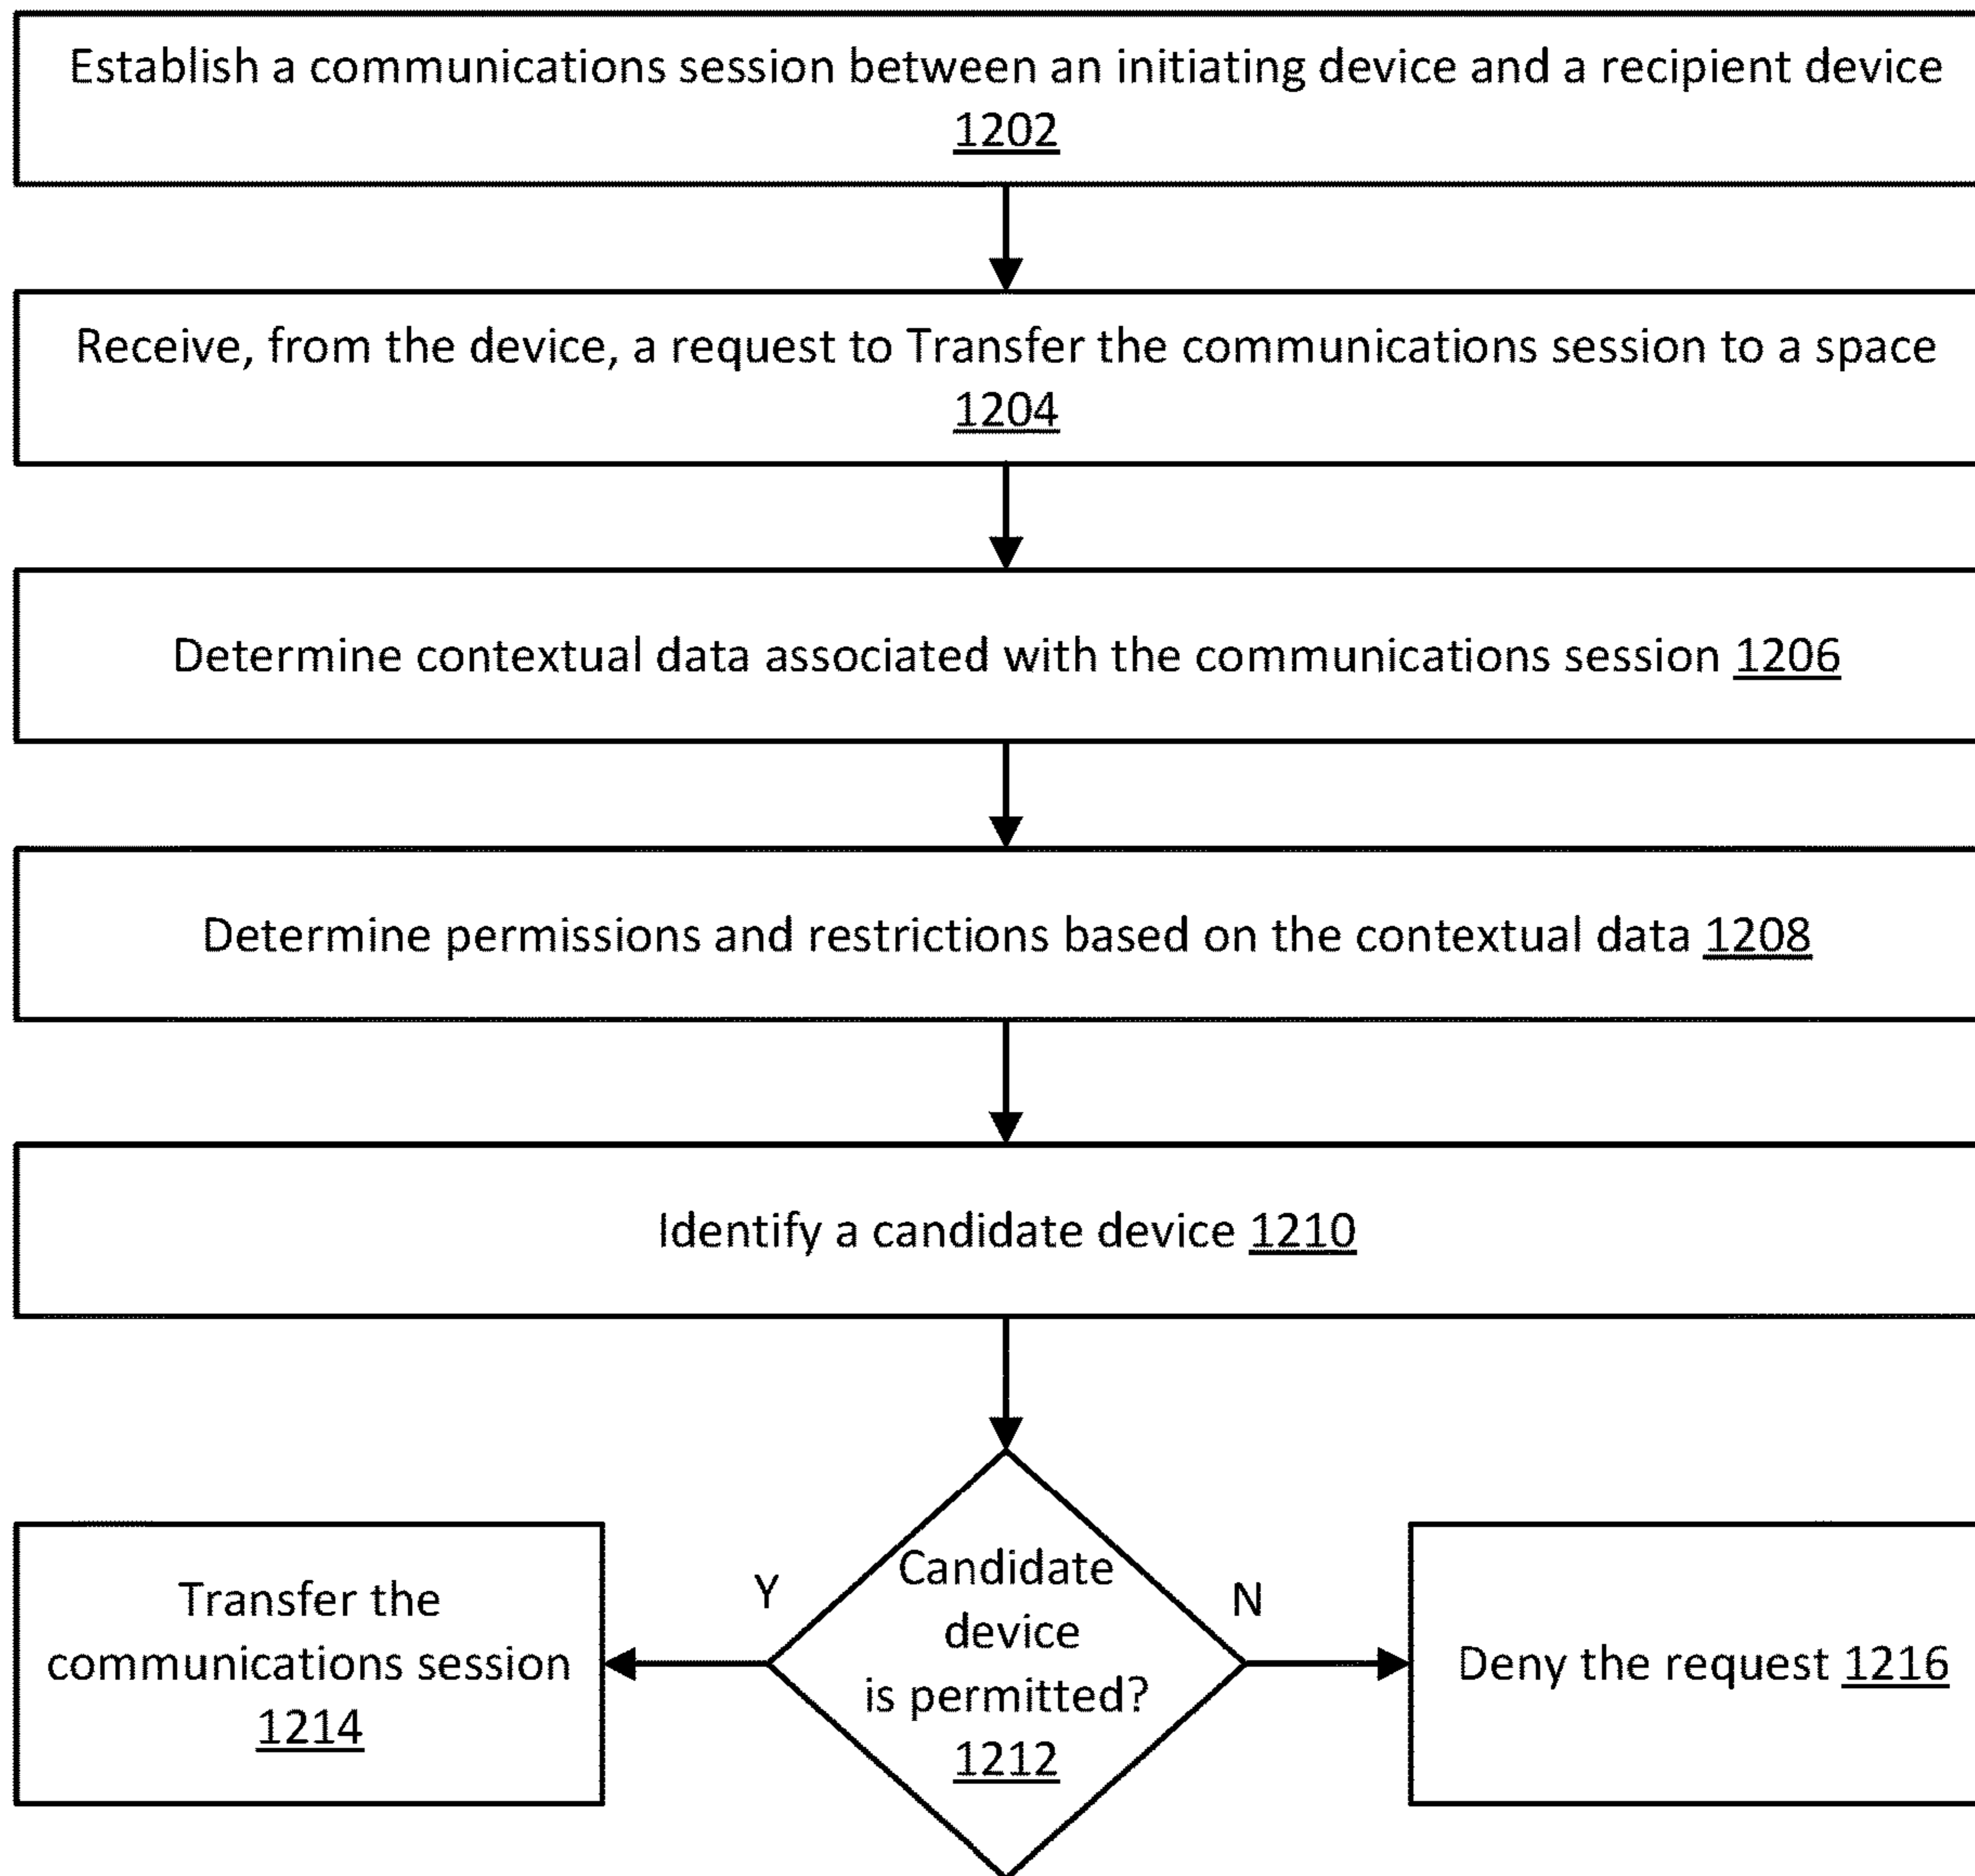 Establish a communications session between an initiating device and a recipient device
1202
Receive, from the device, a request to Transfer the communications session to a space
1204
Determine contextual data associated with the communications session 1206
Determine permissions and restrictions based on the contextual data 1208
Identify a candidate device 1210
Transfer the
communications session
1214
Y
Candidate
device
is permitted?
1212
N
Deny the request 1216